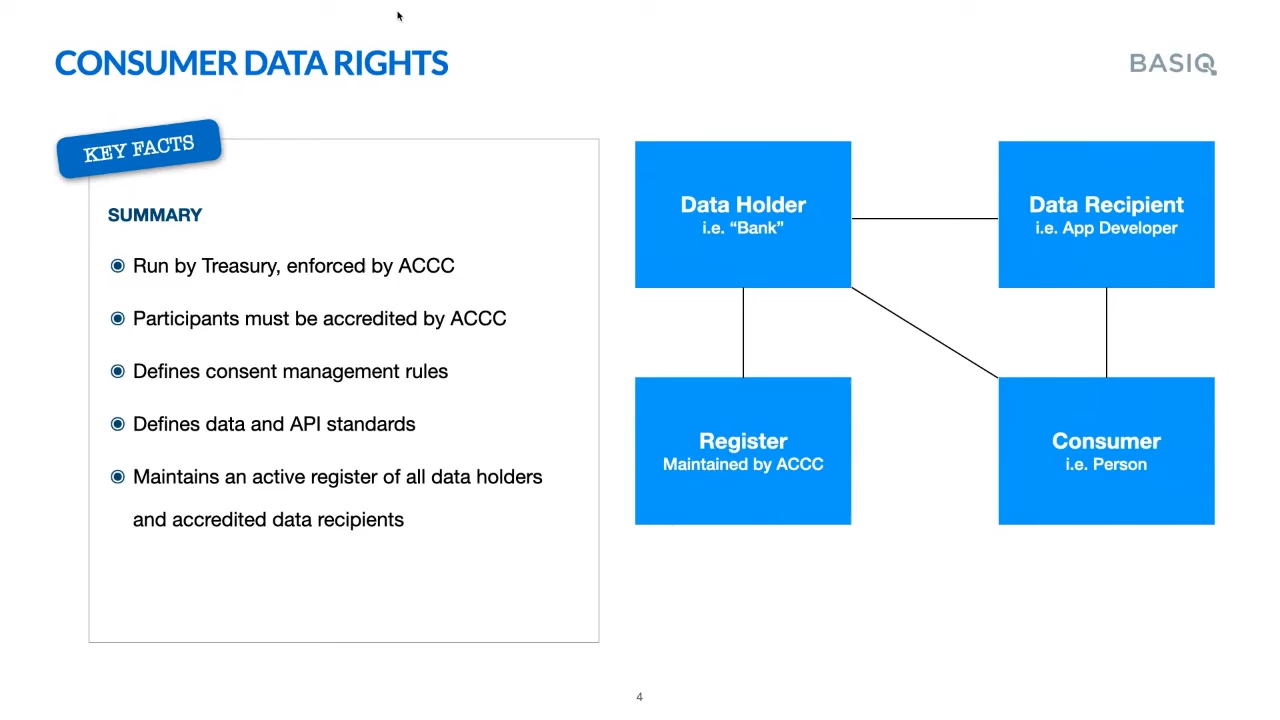 CONSUMER DATA RIGHTS
BASIQ
KEY FACTS
SUMMARY
Run by Treasury, enforced by ACCC
Participants must be accredited by ACCC
Defines consent management rules
Defines data and API standards
Maintains an active register of all data holders
and accredited data recipients
Data Holder
i.e. “Bank”
Data Recipient
i.e. App Developer
Register
Maintained by ACCC
Consumer
i.e. Person
4